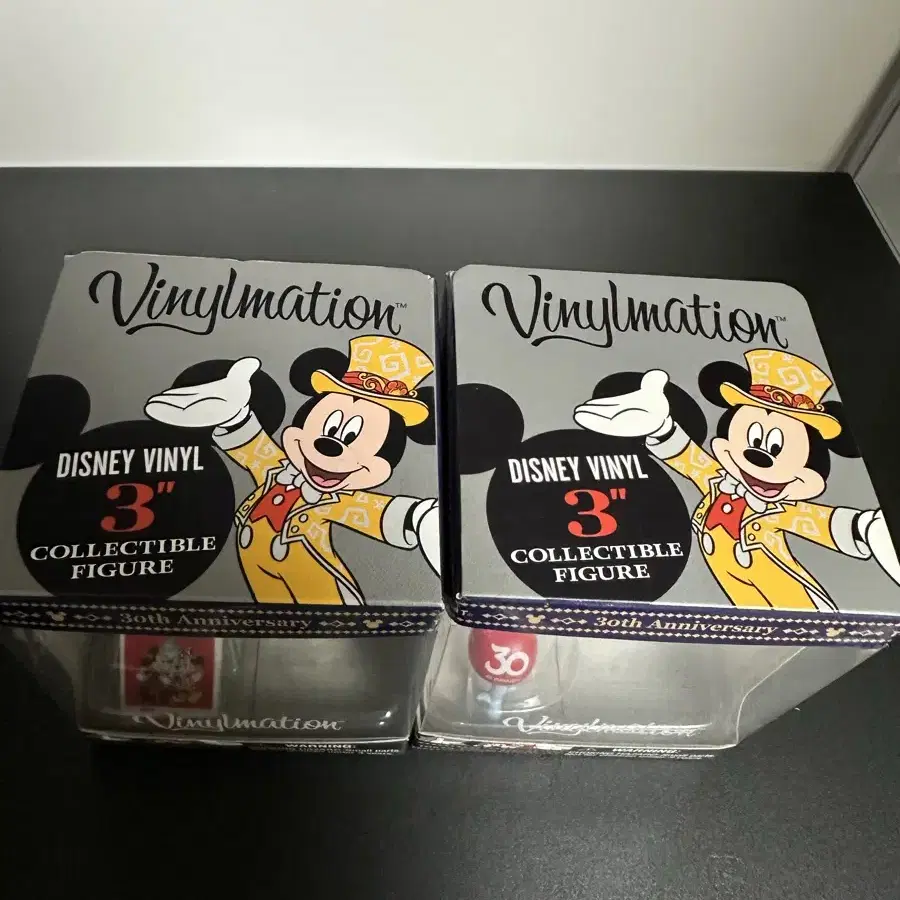 Vinylmation™
DISNEY VINYL
3"
COLLECTIBLE
FIGURE
30th Anniversary
Vinylmation
WARNING:
Vinylmation™
DISNEY VINYL
3"
COLLECTIBLE
FIGURE
30th Anniversary
30
Vinylmation
WARNING: